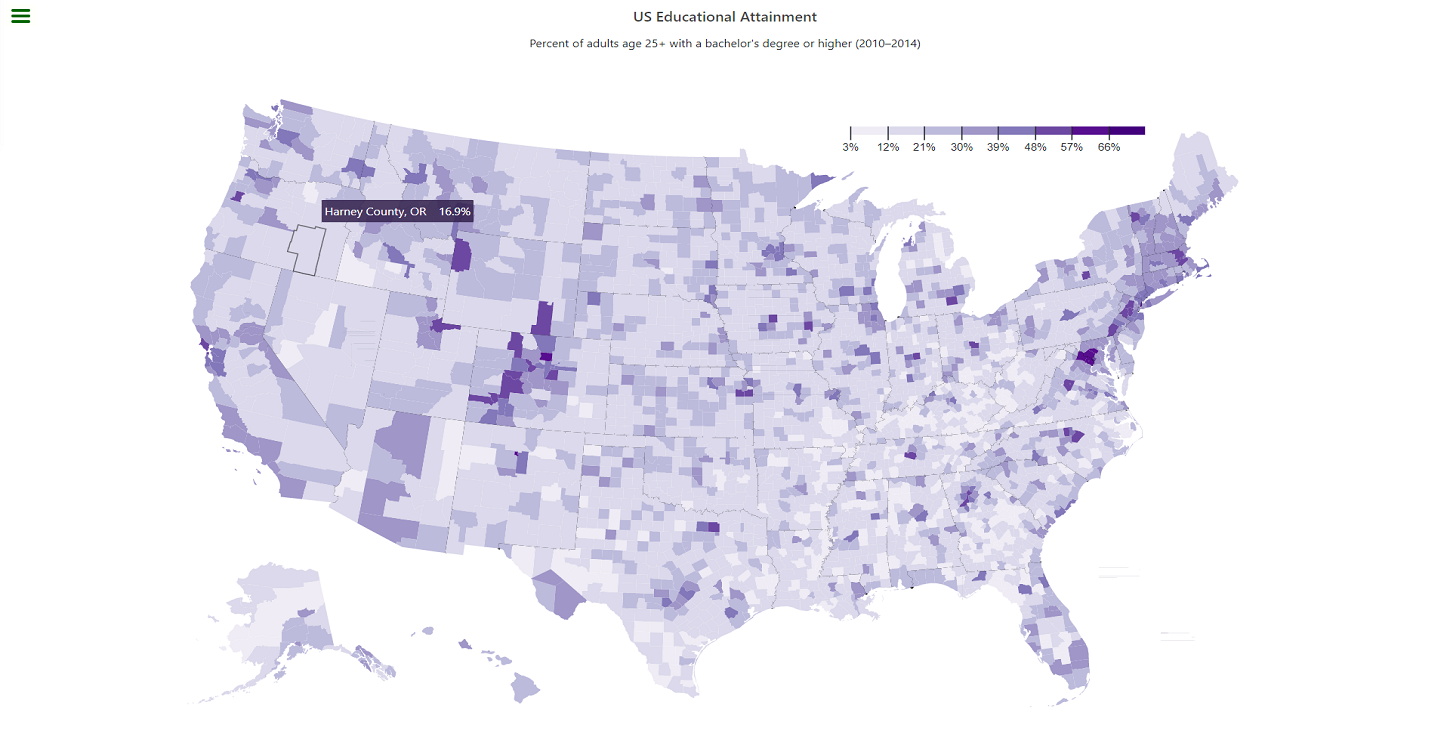 US Educational Attainment
Percent of adults age 25+ with a bachelor's degree or higher (2010–2014)
3% 12% 21% 30% 39% 48% 57% 66%
Harney County, OR 16.9%